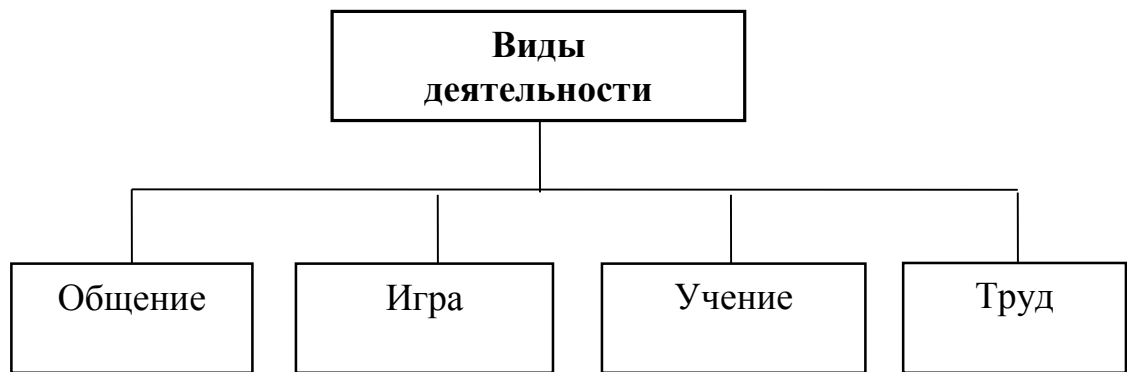 Виды
деятельности
Общение
Игра
Учение
Труд